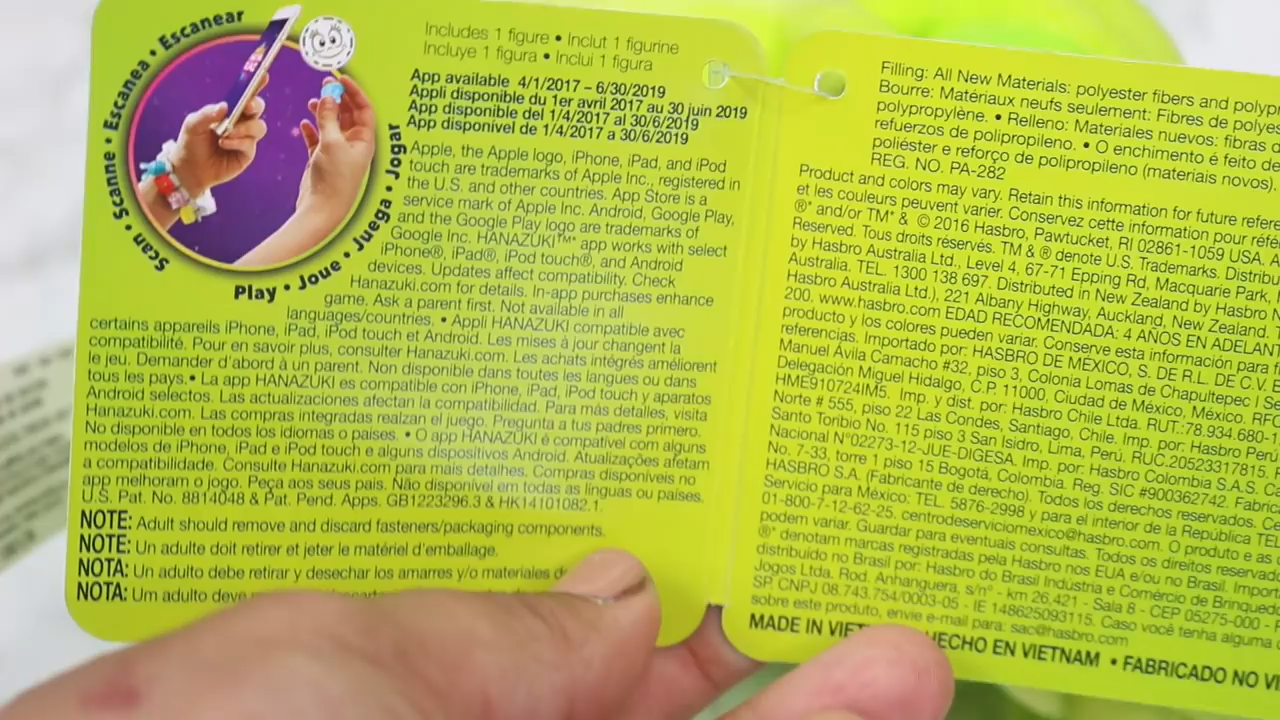 Scan • Scanne • Escanea • Escanear
Play • Joue • Juega • Jogar
Includes 1 figure • Inclut 1 figurine
Incluye 1 figura • Inclui 1 figura
App available 4/1/2017 – 6/30/2019
Appli disponible du 1er avril 2017 au 30 juin 2019
App disponible del 1/4/2017 al 30/6/2019
App disponível de 1/4/2017 a 30/6/2019
Apple, the Apple logo, iPhone, iPad, and iPod
touch are trademarks of Apple Inc., registered in
the U.S. and other countries. App Store is a
service mark of Apple Inc. Android, Google Play,
and the Google Play logo are trademarks of
Google Inc. HANAZUKI™ app works with select
iPhone®, iPad®, iPod touch®, and Android
devices. Updates affect compatibility. Check
Hanazuki.com for details. In-app purchases enhance
game. Ask a parent first. Not available in all
languages/countries. • Appli HANAZUKI compatible avec
certains appareils iPhone, iPad, iPod touch et Android. Les mises à jour changent la
compatibilité. Pour en savoir plus, consulter Hanazuki.com. Les achats intégrés améliorent
le jeu. Demander d'abord à un parent. Non disponible dans toutes les langues ou dans
tous les pays. • La app HANAZUKI es compatible con iPhone, iPad, iPod touch y aparatos
Android selectos. Las actualizaciones afectan la compatibilidad. Para más detalles, visita
Hanazuki.com. Las compras integradas realzan el juego. Pregunta a tus padres primero.
No disponible en todos los idiomas o países. • O app HANAZUKI é compatível com alguns
modelos de iPhone, iPad e iPod touch e alguns dispositivos Android. Atualizações afetam
a compatibilidade. Consulte Hanazuki.com para mais detalhes. Compras disponíveis no
app melhoram o jogo. Peça aos seus pais. Não disponível em todas as línguas ou países.
U.S. Pat. No. 8814048 & Pat. Pend. Apps. GB1223296.3 & HK14101082.1.
NOTE: Adult should remove and discard fasteners/packaging components.
NOTE: Un adulte doit retirer et jeter le matériel d'emballage.
NOTA: Un adulto debe retirar y desechar los amarres y/o materiales
NOTA: Um adulto deve
Filling: All New Materials: polyester fibers and
Bourre: Matériaux neufs seulement: Fibres de
polypropylène. • Relleno: Materiales nuevos: fibras
refuerzos de polipropileno. • O enchimento é feito de
poliéster e reforço de polipropileno (materiais novos).
REG. NO. PA-282
Product and colors may vary. Retain this information for future
et les couleurs peuvent varier. Conservez cette information pour
® and/or TM* & © 2016 Hasbro, Pawtucket, RI 02861-1059 USA.
Reserved. Tous droits réservés. TM & ® denote U.S. Trademarks.
by Hasbro Australia Ltd., Level 4, 67-71 Epping Rd, Macquarie Park,
Australia. TEL. 1300 138 697. Distributed in New Zealand by Hasbro
Hasbro Australia Ltd.), 221 Albany Highway, Auckland, New Zealand.
200. www.hasbro.com EDAD RECOMENDADA: 4 AÑOS EN
producto y los colores pueden variar. Conserve esta información para
referencias. Importado por: HASBRO DE MÉXICO, S. DE R.L. DE C.V.
Manuel Ávila Camacho #32, piso 3, Colonia Lomas de Chapultepec
Delegación Miguel Hidalgo, C.P. 11000, Ciudad de México, México.
HME910724IM5. Imp. y dist. por: Hasbro Chile Ltda. RUT.:78.934.680-
Norte # 555, piso 22 Las Condes, Santiago, Chile. Imp. por: Hasbro Perú
Santo Toribio No. 115 piso 3 San Isidro, Lima, Perú. RUC.20523317815.
Nacional N°02273-12-JUE-DIGESA. Imp. por: Hasbro Colombia S.A.S.
No. 7-33, torre 1 piso 15 Bogotá, Colombia. Reg. SIC #900362742.
HASBRO S.A. (Fabricante de derecho). Todos los derechos reservados.
Servicio para México: TEL. 5876-2998 y para el interior de la República
01-800-7-12-62-25. centrodeserviciomexico@hasbro.com. O produto e as
podem variar. Guardar para eventuais consultas. Todos os direitos
®* denotam marcas registradas pela Hasbro nos EUA e/ou no Brasil.
distribuído no Brasil por: Hasbro do Brasil Indústria e Comércio de
Jogos Ltda. Rod. Anhanguera, s/n° - km 26,421 - Sala 8 - CEP 05275-000 -
SP CNPJ 08.743.754/0003-05 - IE 148625093115. Caso você tenha alguma
sobre este produto, envie e-mail para: sac@hasbro.com
MADE IN HECHO EN VIETNAM • FABRICADO NO